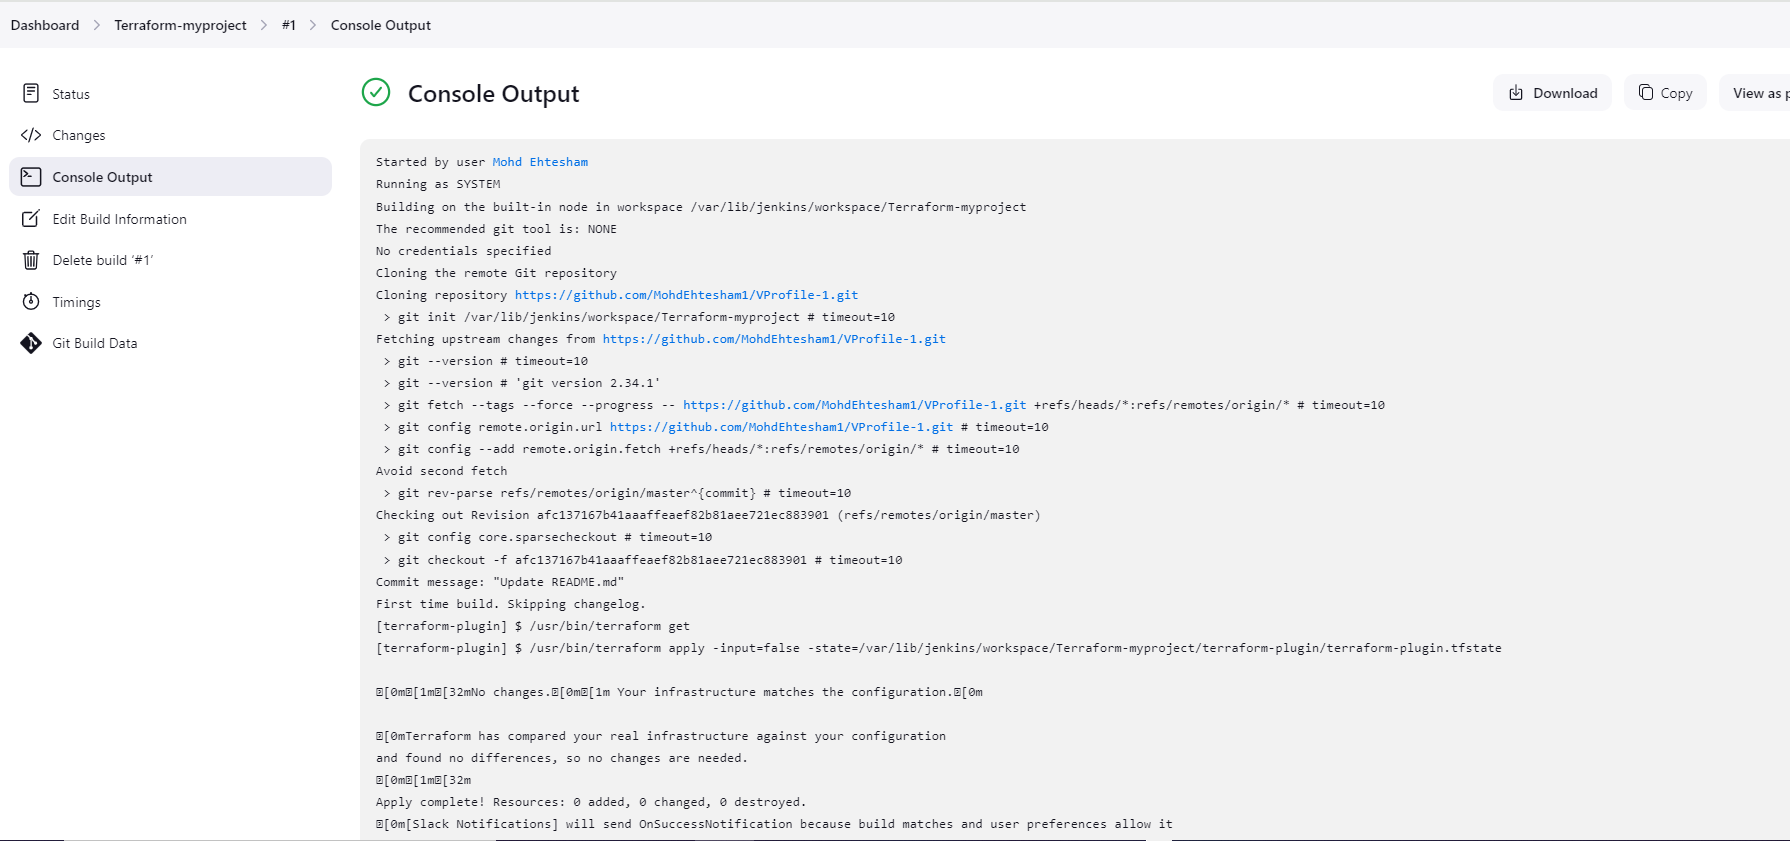 Dashboard > Terraform-myproject > #1 > Console Output
Status
Changes
Console Output
Edit Build Information
Delete build ‘#1’
Timings
Git Build Data
Console Output
Download
Copy
View as p
Started by user Mohd Ehtesham
Running as SYSTEM
Building on the built-in node in workspace /var/lib/jenkins/workspace/Terraform-myproject
The recommended git tool is: NONE
No credentials specified
Cloning the remote Git repository
Cloning repository https://github.com/MohdEhtesham1/VProfile-1.git
 > git init /var/lib/jenkins/workspace/Terraform-myproject # timeout=10
Fetching upstream changes from https://github.com/MohdEhtesham1/VProfile-1.git
 > git --version # timeout=10
 > git --version # 'git version 2.34.1'
 > git fetch --tags --force --progress -- https://github.com/MohdEhtesham1/VProfile-1.git +refs/heads/*:refs/remotes/origin/* # timeout=10
 > git config remote.origin.url https://github.com/MohdEhtesham1/VProfile-1.git # timeout=10
 > git config --add remote.origin.fetch +refs/heads/*:refs/remotes/origin/* # timeout=10
Avoid second fetch
 > git rev-parse refs/remotes/origin/master^{commit} # timeout=10
Checking out Revision afc137167b41aaaffeaef82b81aee721ec883901 (refs/remotes/origin/master)
 > git config core.sparsecheckout # timeout=10
 > git checkout -f afc137167b41aaaffeaef82b81aee721ec883901 # timeout=10
Commit message: "Update README.md"
First time build. Skipping changelog.
[terraform-plugin] $ /usr/bin/terraform get
[terraform-plugin] $ /usr/bin/terraform apply -input=false -state=/var/lib/jenkins/workspace/Terraform-myproject/terraform-plugin/terraform-plugin.tfstate
[0m[1m[32mNo changes.[0m[1m Your infrastructure matches the configuration.[0m
[0mTerraform has compared your real infrastructure against your configuration
and found no differences, so no changes are needed.
[0m[1m[32m
Apply complete! Resources: 0 added, 0 changed, 0 destroyed.
[0m[Slack Notifications] will send OnSuccessNotification because build matches and user preferences allow it